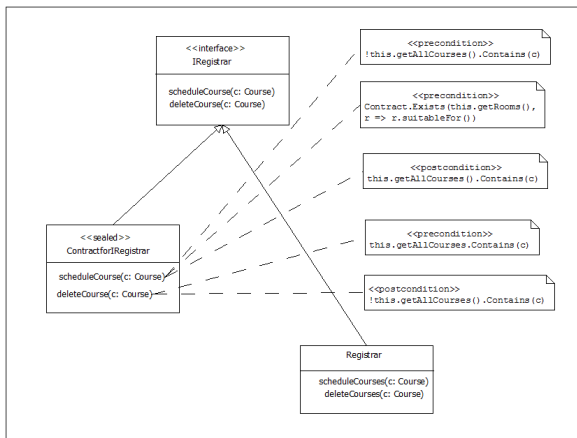 <<interface>>
IRegistrar
scheduleCourse(c: Course)
deleteCourse(c: Course)
<<precondition>>
!this.getAllCourses().Contains(c)
<<precondition>>
Contract.Exists(this.getRooms(),
r => r.suitableFor())
<<postcondition>>
this.getAllCourses().Contains(c)
<<sealed>>
ContractforIRegistrar
scheduleCourse(c: Course)
deleteCourse(c: Course)
<<precondition>>
this.getAllCourses.Contains(c)
<<postcondition>>
!this.getAllCourses().Contains(c)
Registrar
scheduleCourses(c: Course)
deleteCourses(c: Course)